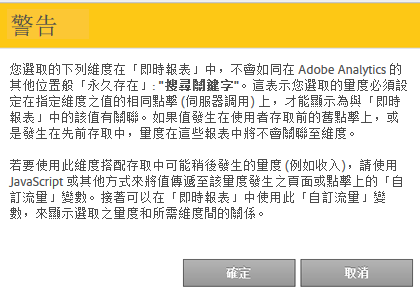 警告
您選取的下列維度在「即時報表」中，不會如同在 Adobe Analytics 的
其他位置般「永久存在」: "搜尋關鍵字"。這表示您選取的量度必須設
定在指定維度之值的相同點擊 (伺服器調用) 上，才能顯示為與「即時
報表」中的該值有關聯。如果值發生在使用者存取前的舊點擊上，或
是發生在先前存取中，量度在這些報表中將不會關聯至維度。
若要使用此維度搭配存取中可能稍後發生的量度 (例如收入)，請使用
JavaScript 或其他方式來將值傳遞至該量度發生之頁面或點擊上的「自
訂流量」變數。接著可以在「即時報表」中使用此「自訂流量」變
數，來顯示選取之量度和所需維度間的關係。
確定
取消